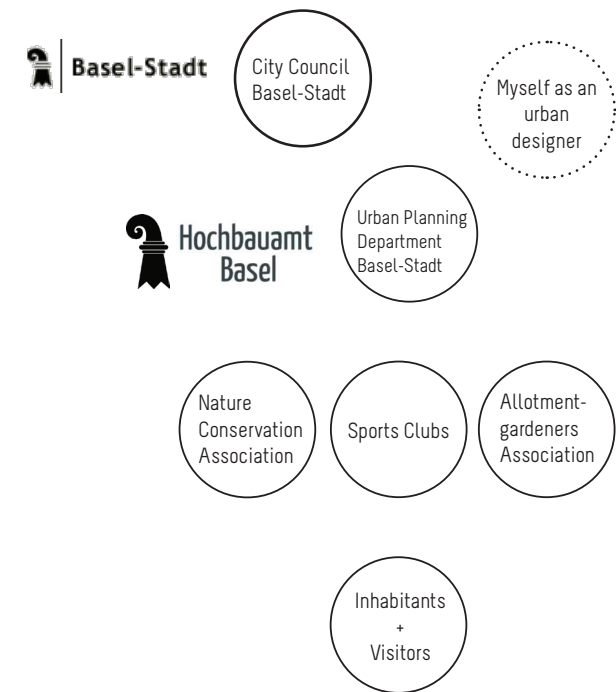 Basel-Stadt
City Council
Basel-Stadt
Myself as an
urban
designer
Hochbauamt
Basel
Urban Planning
Department
Basel-Stadt
Nature
Conservation
Association
Sports Clubs
Allotment-
gardeners
Association
Inhabitants
+
Visitors